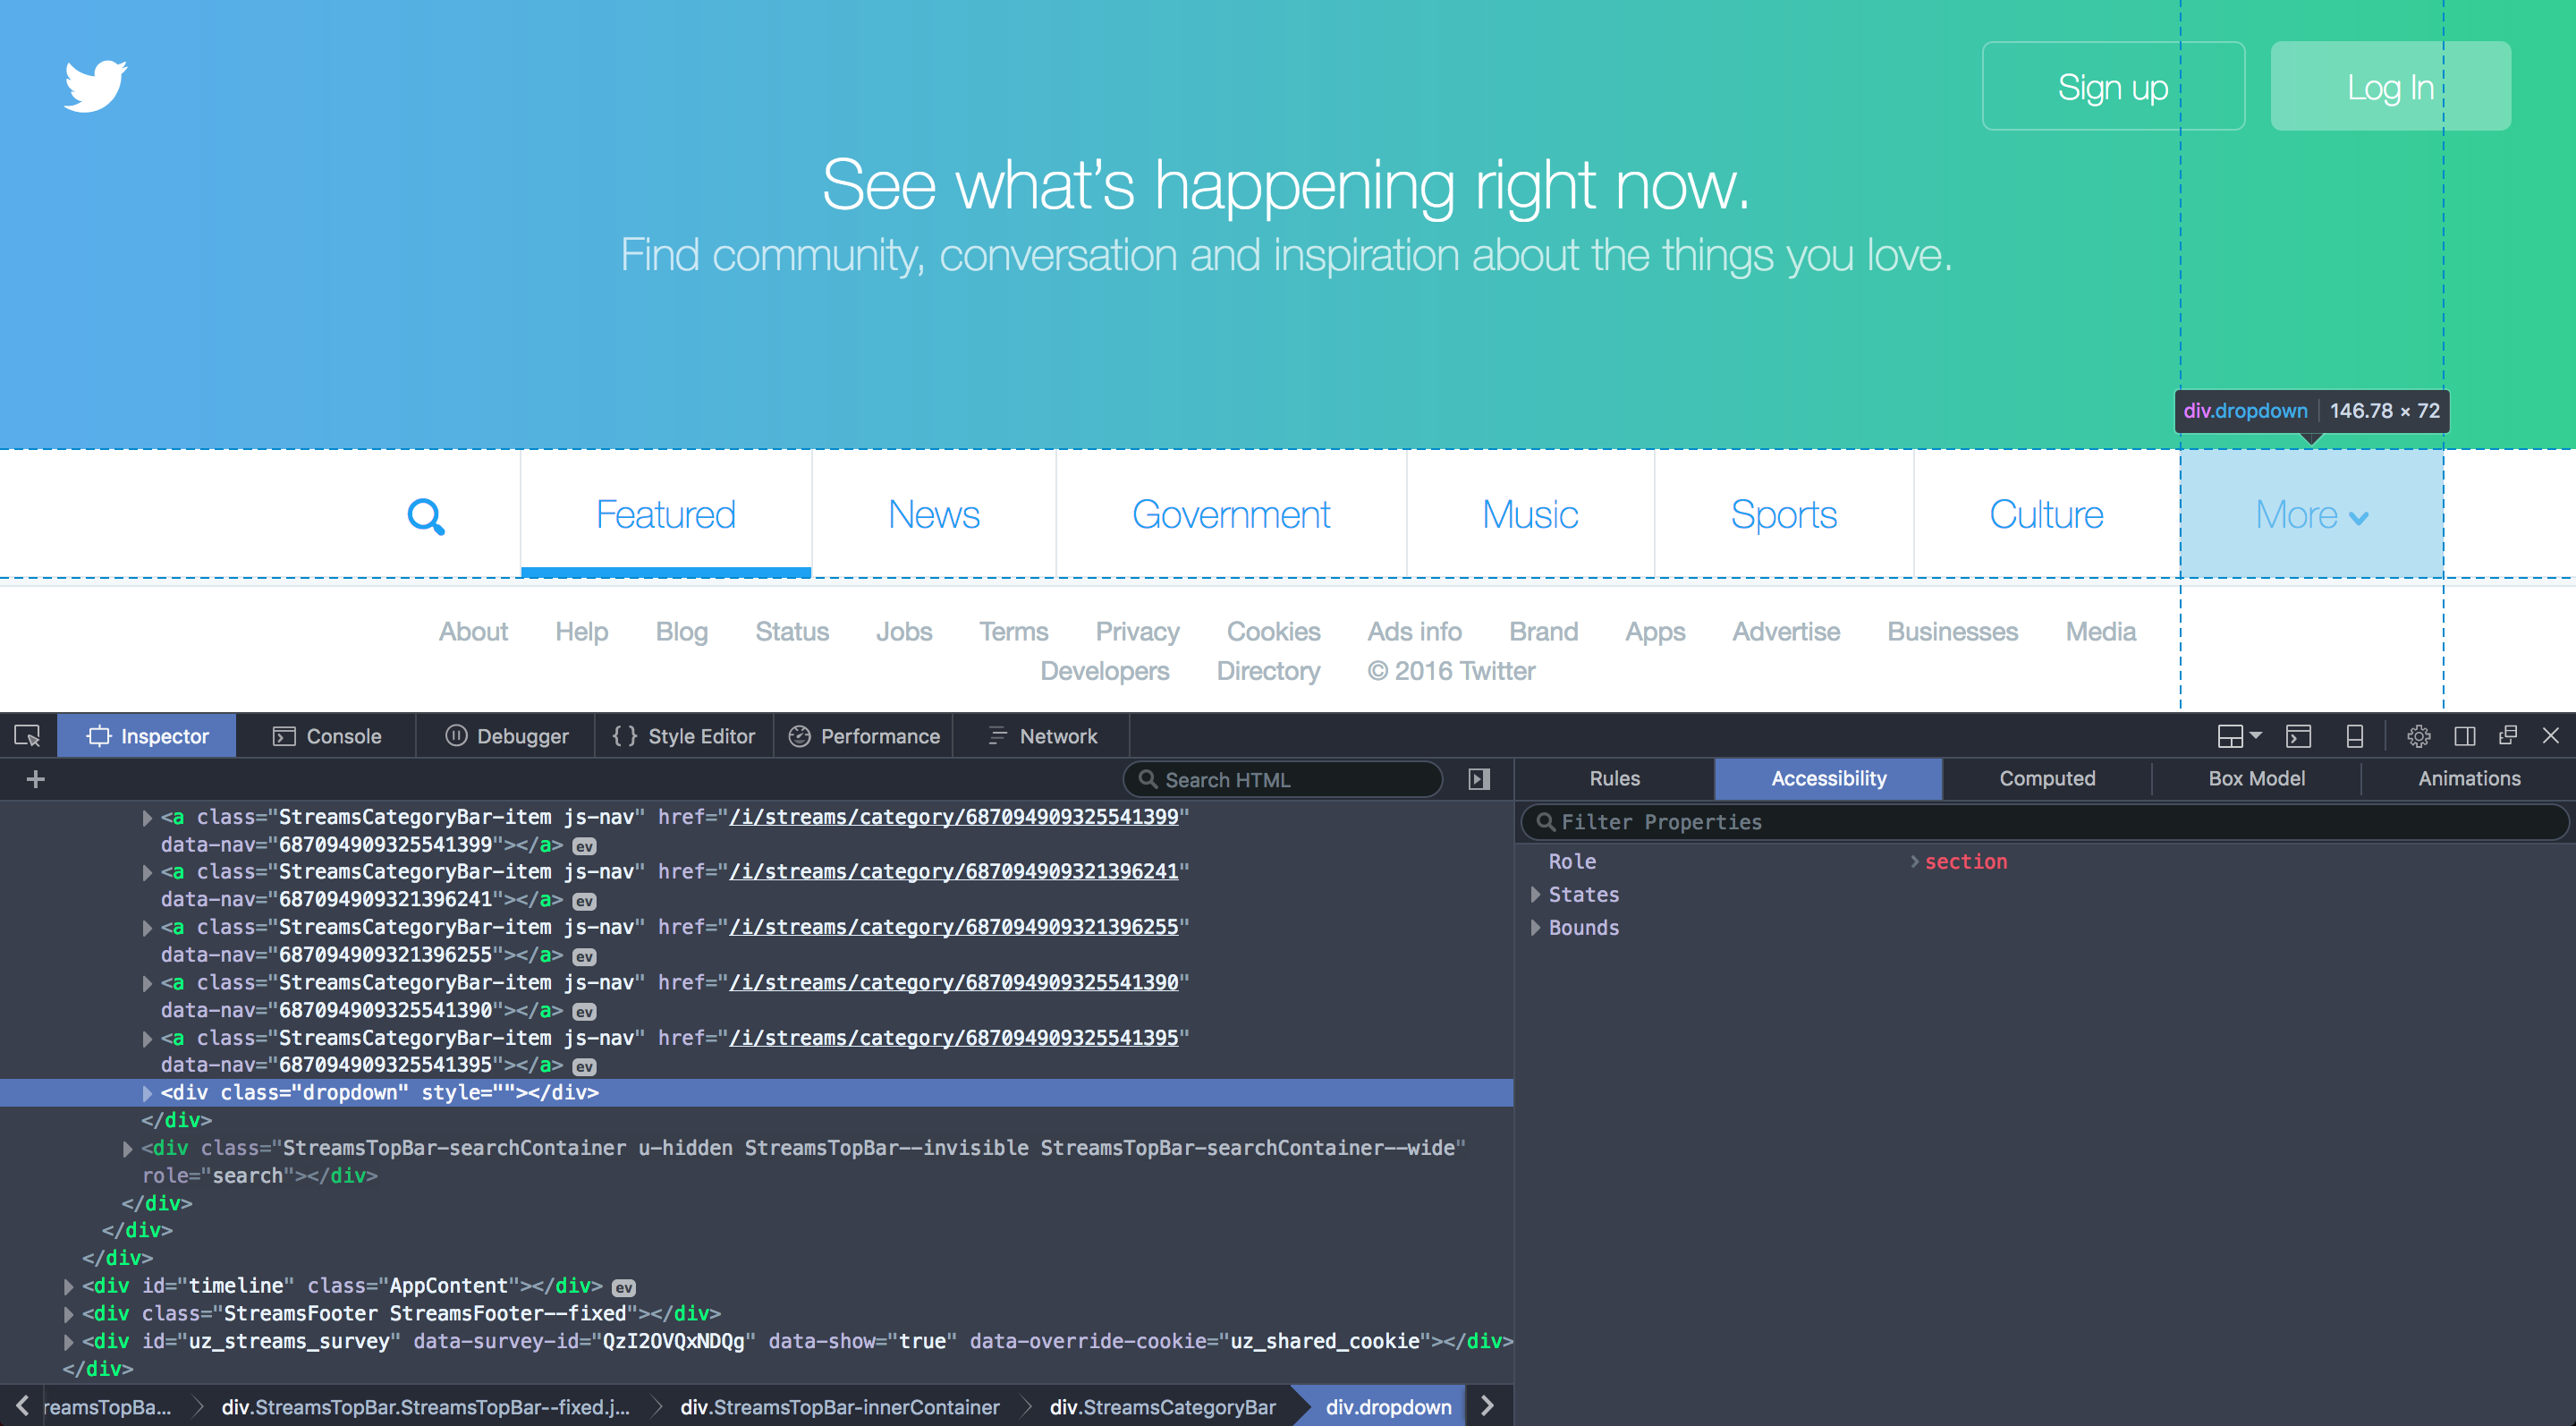 Sign up
Log In
See what's happening right now.
Find community, conversation and inspiration about the things you love.
div.dropdown 146.78 × 72
Featured News Government Music Sports Culture More
About Help Blog Status Jobs Terms Privacy Cookies Ads info Brand Apps Advertise Businesses Media
Developers Directory © 2016 Twitter
Inspector Console Debugger Style Editor Performance Network
+ Search HTML
<a class="StreamsCategoryBar-item js-nav" href="/i/streams/category/687094909325541399"
data-nav="687094909325541399"></a> ev
<a class="StreamsCategoryBar-item js-nav" href="/i/streams/category/687094909321396241"
data-nav="687094909321396241"></a> ev
<a class="StreamsCategoryBar-item js-nav" href="/i/streams/category/687094909321396255"
data-nav="687094909321396255"></a> ev
<a class="StreamsCategoryBar-item js-nav" href="/i/streams/category/687094909325541390"
data-nav="687094909325541390"></a> ev
<a class="StreamsCategoryBar-item js-nav" href="/i/streams/category/687094909325541395"
data-nav="687094909325541395"></a> ev
<div class="dropdown" style=""></div>
</div>
<div class="StreamsTopBar-searchContainer u-hidden StreamsTopBar--invisible StreamsTopBar-searchContainer--wide"
role="search"></div>
</div>
</div>
</div>
<div id="timeline" class="AppContent"></div> ev
<div class="StreamsFooter StreamsFooter--fixed"></div>
<div id="uz_streams_survey" data-survey-id="QzI2OVQxNDQg" data-show="true" data-override-cookie="uz_shared_cookie"></div>
</div>
reamsTopBa... div.StreamsTopBar.StreamsTopBar--fixed.j... div.StreamsTopBar-innerContainer div.StreamsCategoryBar div.dropdown
Rules Accessibility Computed Box Model Animations
Filter Properties
Role section
States
Bounds